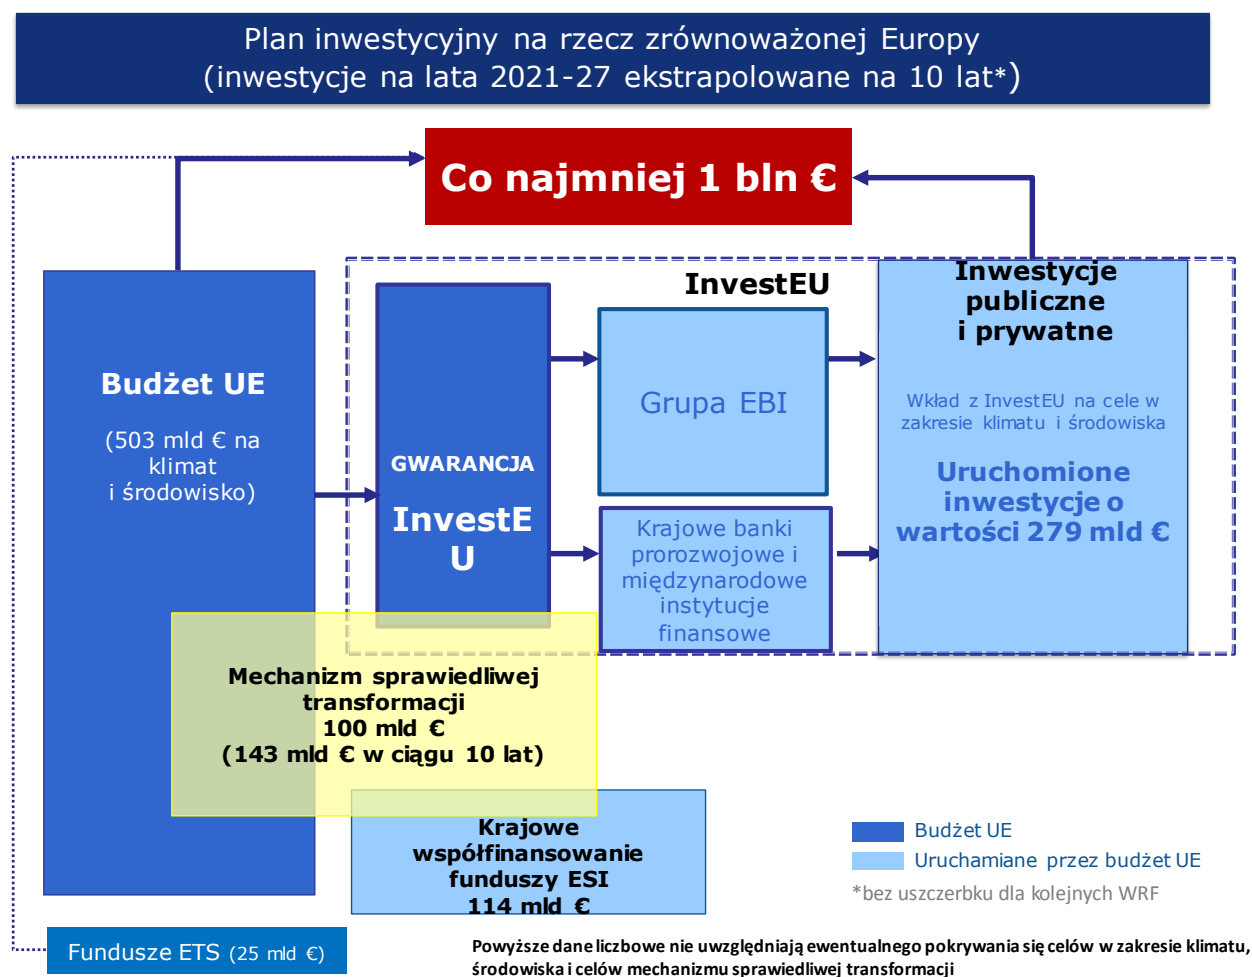 Plan inwestycyjny na rzecz zrównoważonej Europy
(inwestycje na lata 2021-27 ekstrapolowane na 10 lat*)
Co najmniej 1 bln €
Budżet UE
(503 mld € na
klimat
i środowisko)
InvestEU
GWARANCJA
InvestE
U
Grupa EBI
Krajowe banki
prorozwojowe i
międzynarodowe
instytucje
finansowe
Inwestycje
publiczne
i prywatne
Wkład z InvestEU na cele w
zakresie klimatu i środowiska
Uruchomione
inwestycje o
wartości 279 mld €
Mechanizm sprawiedliwej
transformacji
100 mld €
(143 mld € w ciągu 10 lat)
Krajowe
współfinansowanie
funduszy ESI
114 mld €
Budżet UE
Uruchamiane przez budżet UE
*bez uszczerbku dla kolejnych WRF
Fundusze ETS (25 mld €)
Powyższe dane liczbowe nie uwzględniają ewentualnego pokrywania się celów w zakresie klimatu,
środowiska i celów mechanizmu sprawiedliwej transformacji